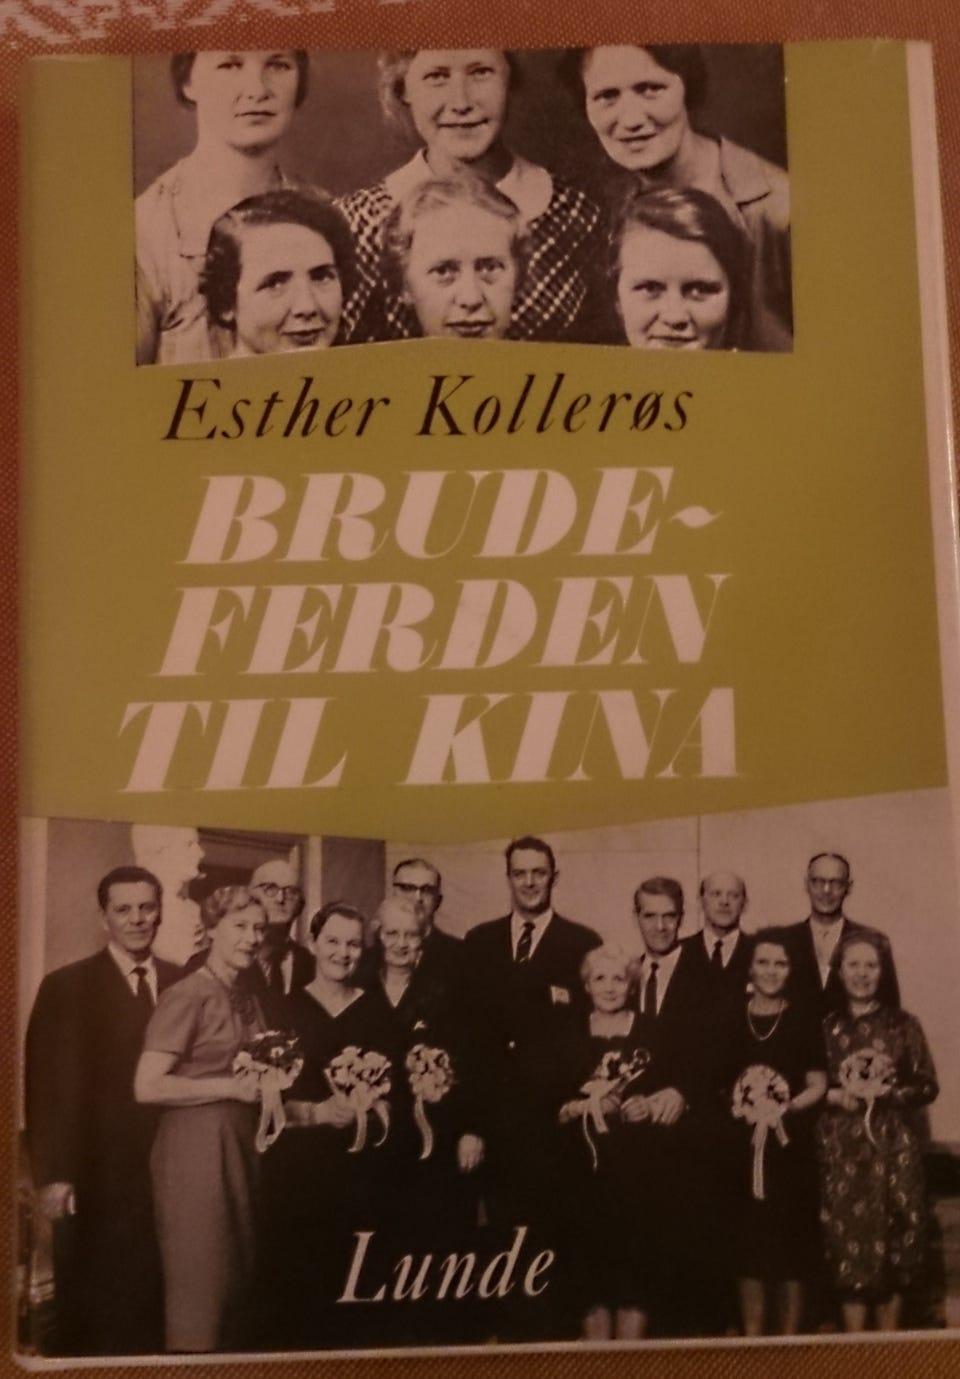 Esther Kollerøs
BRUDE-
FERDEN
TIL KINA
Lunde